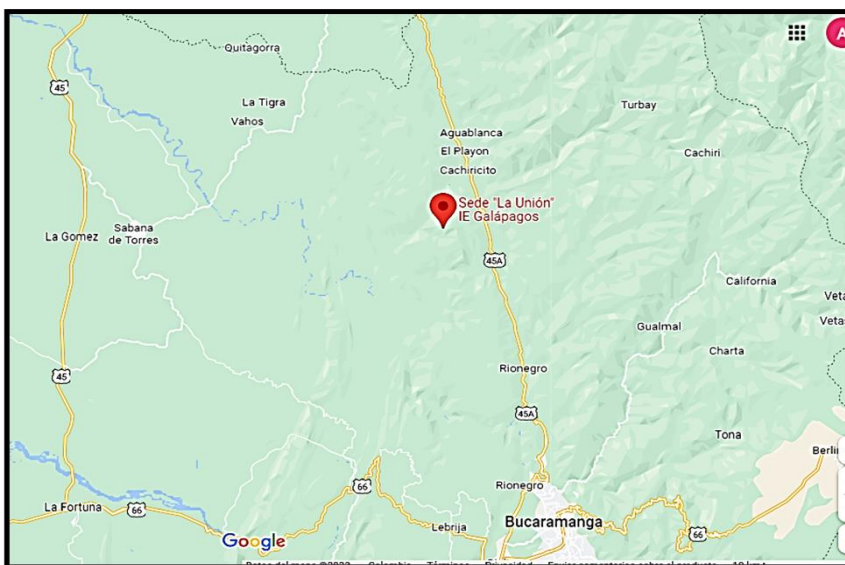 Quitagorra
45
A
La Tigra
Vahos
Turbay
Aguablanca
El Playon
Cachiricito
Cachiri
Sede "La Unión"
IE Galápagos
Sabana
de Torres
La Gomez
45A
California
Gualmal
Charta
Rionegro
45
45A
Tona
Rionegro
66
La Fortuna
66
Lebrija
Bucaramanga
66
Google